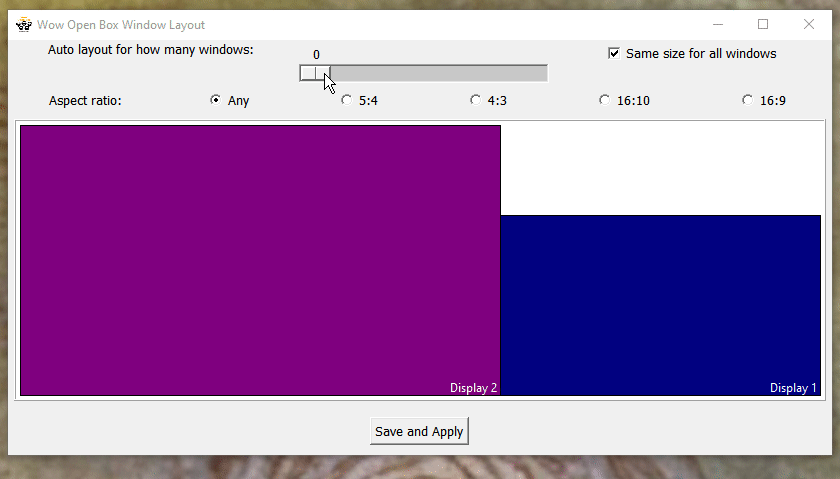 Wow Open Box Window Layout
Auto layout for how many windows:
0
Same size for all windows
Aspect ratio:
Any
5:4
4:3
16:10
16:9
Display 2
Display 1
Save and Apply